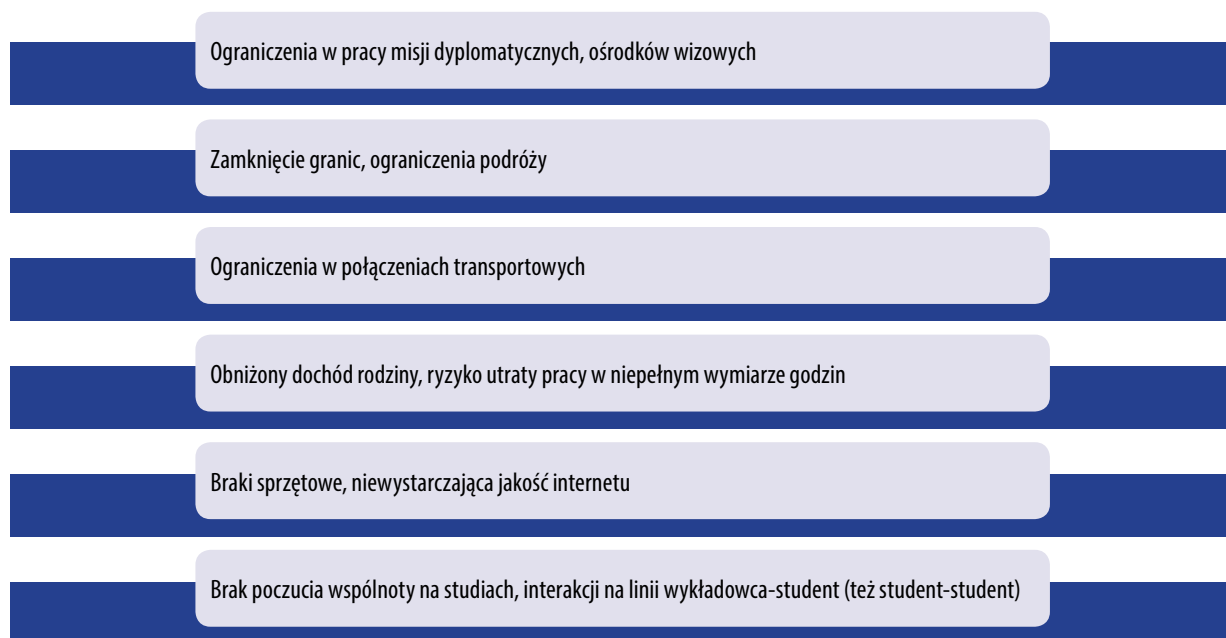 Ograniczenia w pracy misji dyplomatycznych, ośrodków wizowych
Zamknięcie granic, ograniczenia podróży
Ograniczenia w połączeniach transportowych
Obniżony dochód rodziny, ryzyko utraty pracy w niepełnym wymiarze godzin
Braki sprzętowe, niewystarczająca jakość internetu
Brak poczucia wspólnoty na studiach, interakcji na linii wykładowca-student (też student-student)